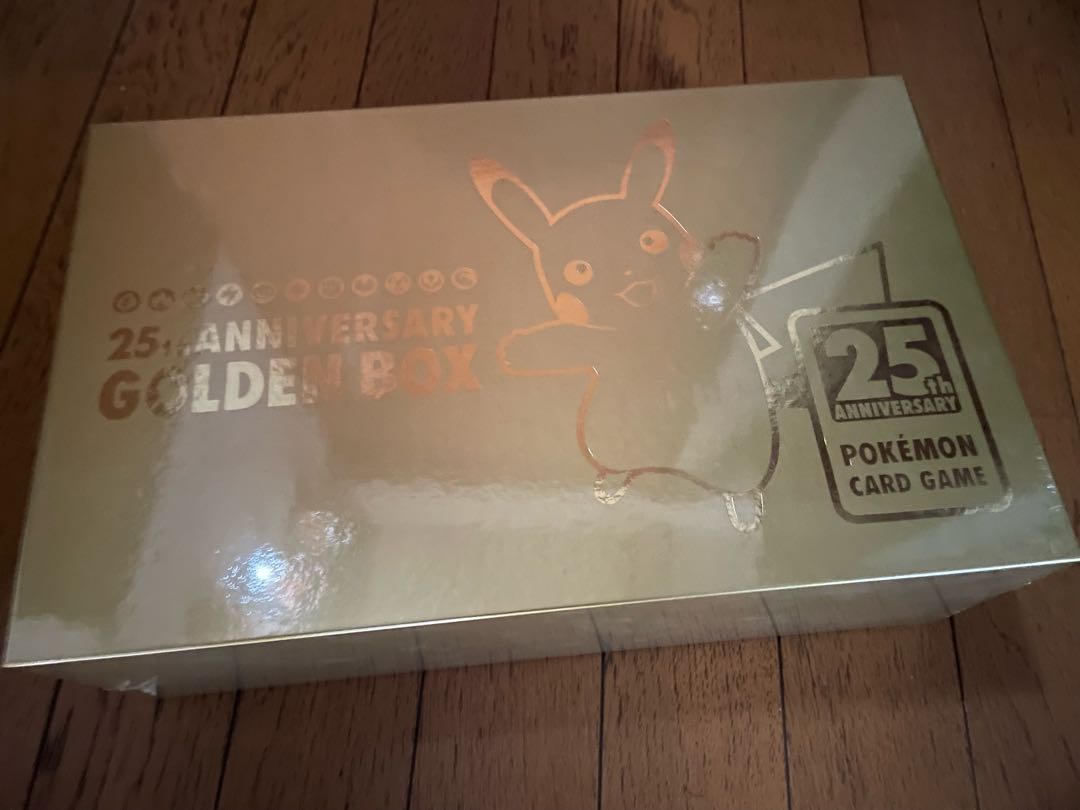 25th ANNIVERSARY
GOLDEN BOX
25th
ANNIVERSARY
POKÉMON
CARD GAME